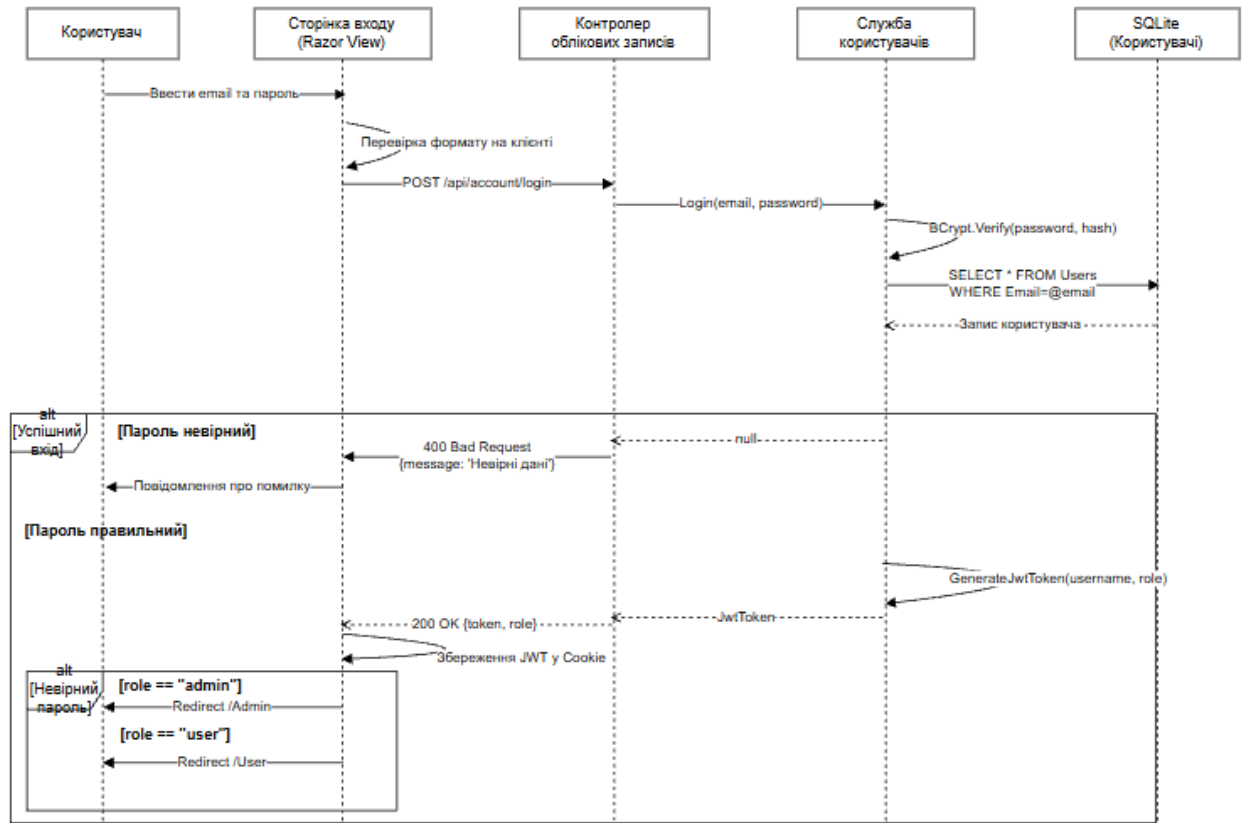 Користувач
Сторінка входу
(Razor View)
Контролер
облікових записів
Служба
користувачів
SQLite
(Користувачі)
Ввести email та пароль
Перевірка формату на клієнті
POST /api/account/login
Login(email, password)
BCrypt.Verify(password, hash)
SELECT * FROM Users
WHERE Email=@email
Запис користувача
alt
[Успішний
вхід]
[Пароль невірний]
null
400 Bad Request
{message: 'Невірні дані'}
Повідомлення про помилку
[Пароль правильний]
GenerateJwtToken(username, role)
JwtToken
200 OK {token, role}
Збереження JWT у Cookie
alt
[Невірний
пароль]
[role == "admin"]
Redirect /Admin
[role == "user"]
Redirect /User